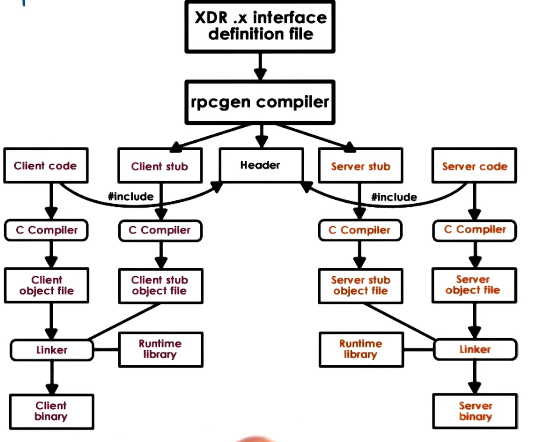 XDR .x interface
definition file
rpcgen compiler
Client code
Client stub
Header
Server stub
Server code
#include
#include
C Compiler
C Compiler
C Compiler
C Compiler
Client
object file
Client stub
object file
Server stub
object file
Server
object file
Linker
Runtime
library
Runtime
library
Linker
Client
binary
Server
binary